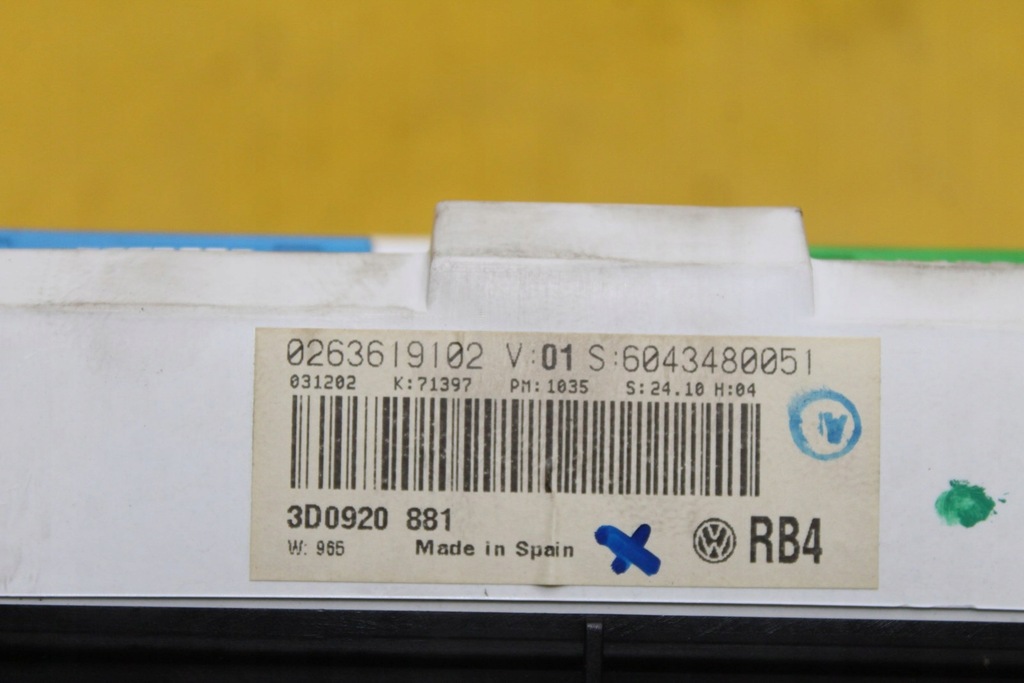 0263619102 V:01 S:6043480051
031202 K:71397 PM:1035 S:24.10 H:04
3D0920 881
W: 965 Made in Spain RB4